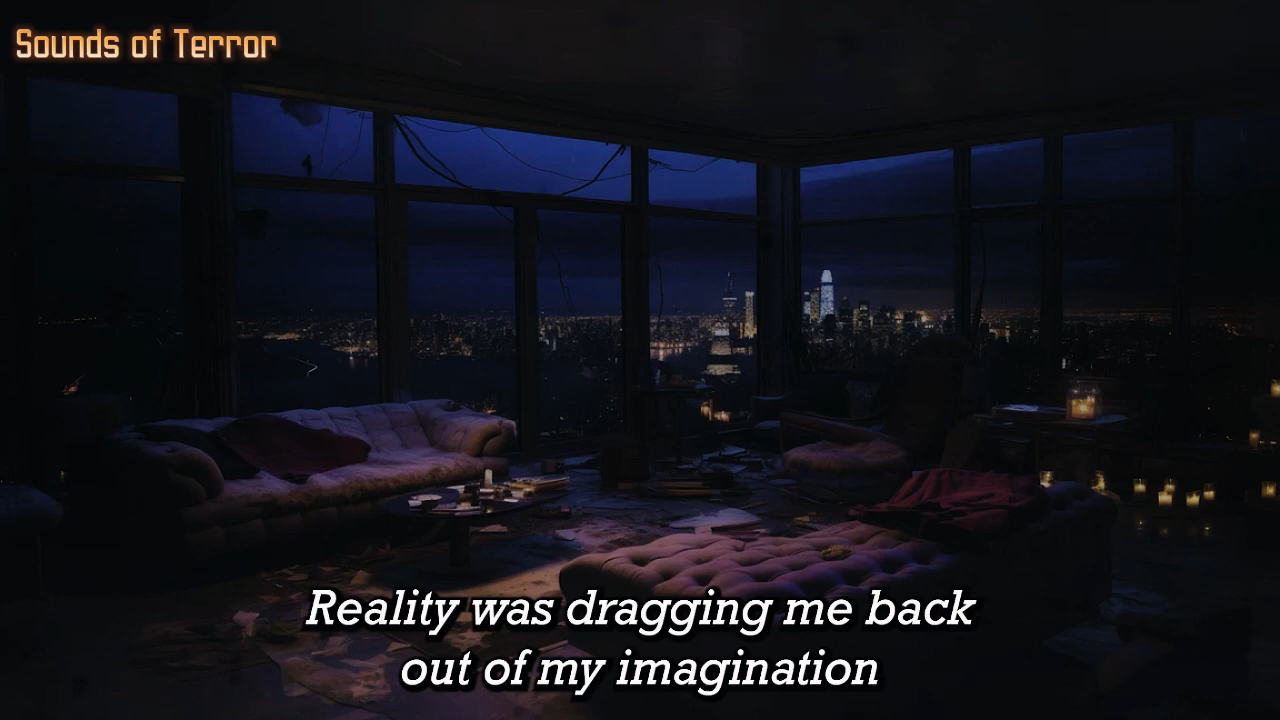 Sounds of Terror
Reality was dragging me back
out of my imagination